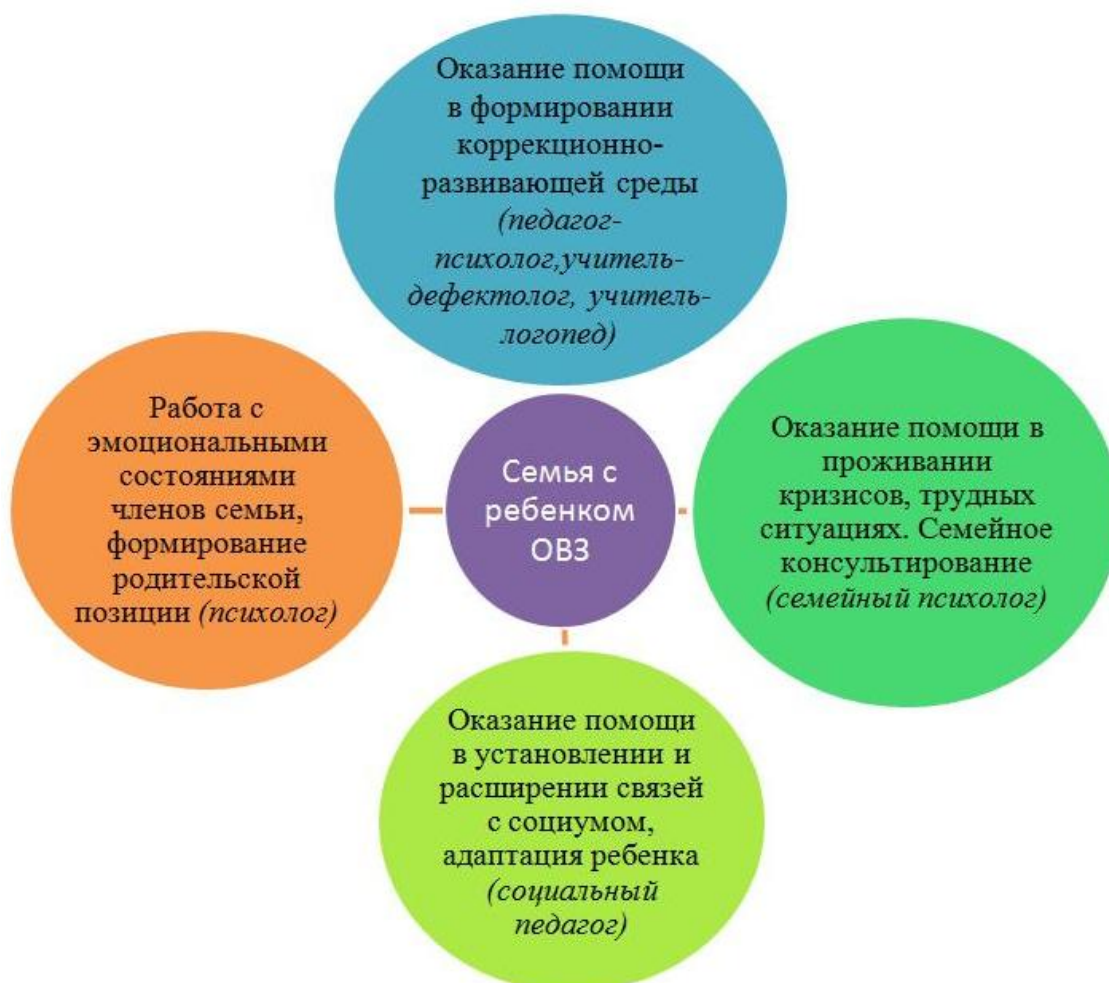 Оказание помощи
в формировании
коррекционно-
развивающей среды
(педагог-
психолог,учитель-
дефектолог, учитель-
логопед)
Работа с
эмоциональными
состояниями
членов семьи,
формирование
родительской
позиции (психолог)
Семья с
ребенком
ОВЗ
Оказание помощи в
проживании
кризисов, трудных
ситуациях. Семейное
консультирование
(семейный психолог)
Оказание помощи
в установлении и
расширении связей
с социумом,
адаптация ребенка
(социальный
педагог)